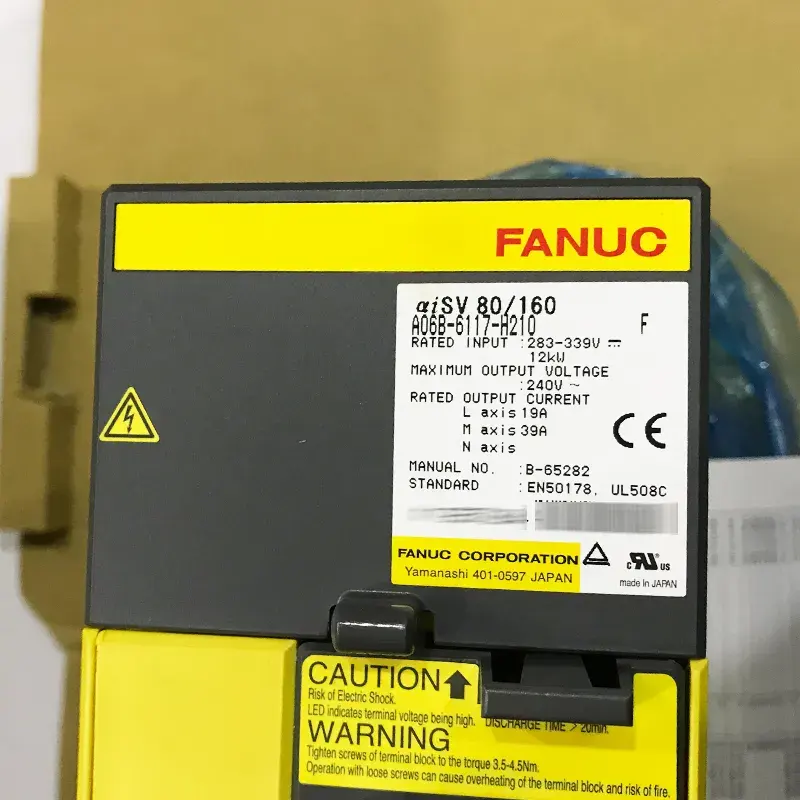 FANUC
αiSV 80/160
A06B-6117-H210 F
RATED INPUT :283-339V ⎓
12kW
MAXIMUM OUTPUT VOLTAGE
:240V ~
RATED OUTPUT CURRENT
L axis 19A
M axis 39A
N axis
CE
MANUAL NO. :B-65282
STANDARD :EN50178, UL508C
FANUC CORPORATION
Yamanashi 401-0597 JAPAN
c RU us
made in JAPAN
CAUTION
Risk of Electric Shock.
LED indicates terminal voltage being high. DISCHARGE TIME > 20min.
WARNING
Tighten screws of terminal block to the torque 3.5-4.5Nm.
Operation with loose screws can cause overheating of the terminal block and risk of fire.